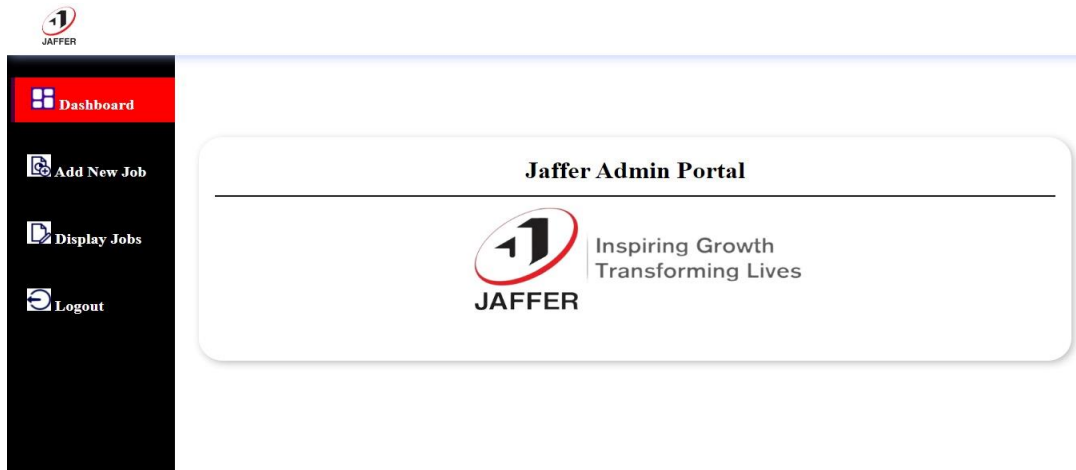 JAFFER
Dashboard
Add New Job
Display Jobs
Logout
Jaffer Admin Portal
Inspiring Growth
Transforming Lives
JAFFER